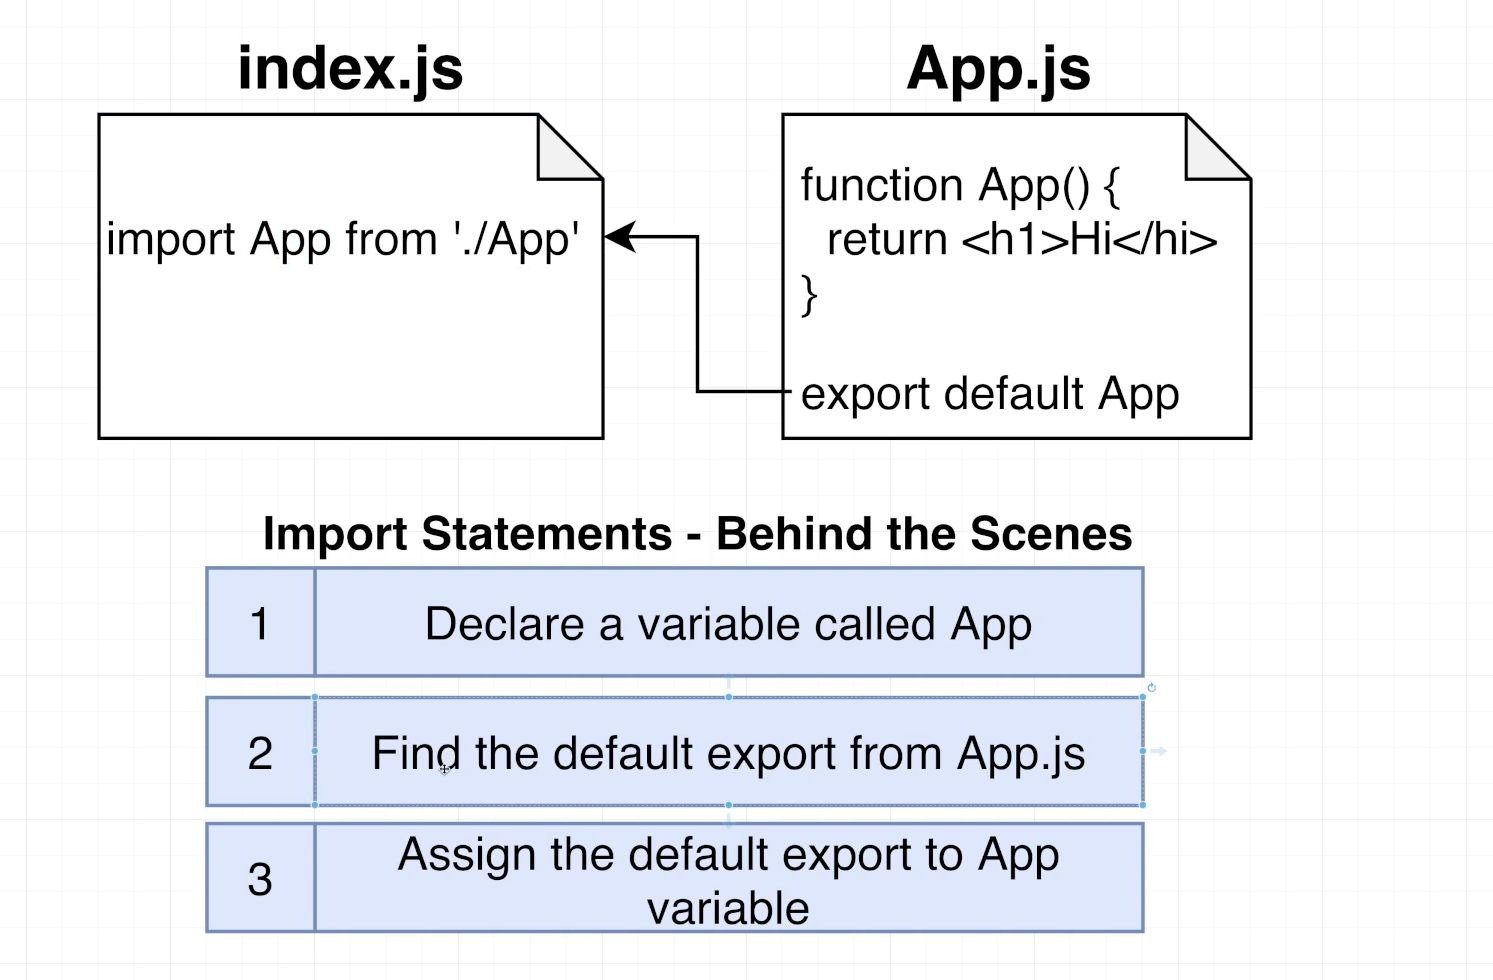 index.js
App.js
import App from './App'
function App() {
return <h1>Hi</hi>
}
export default App
Import Statements - Behind the Scenes
1
Declare a variable called App
2
Find the default export from App.js
3
Assign the default export to App
variable